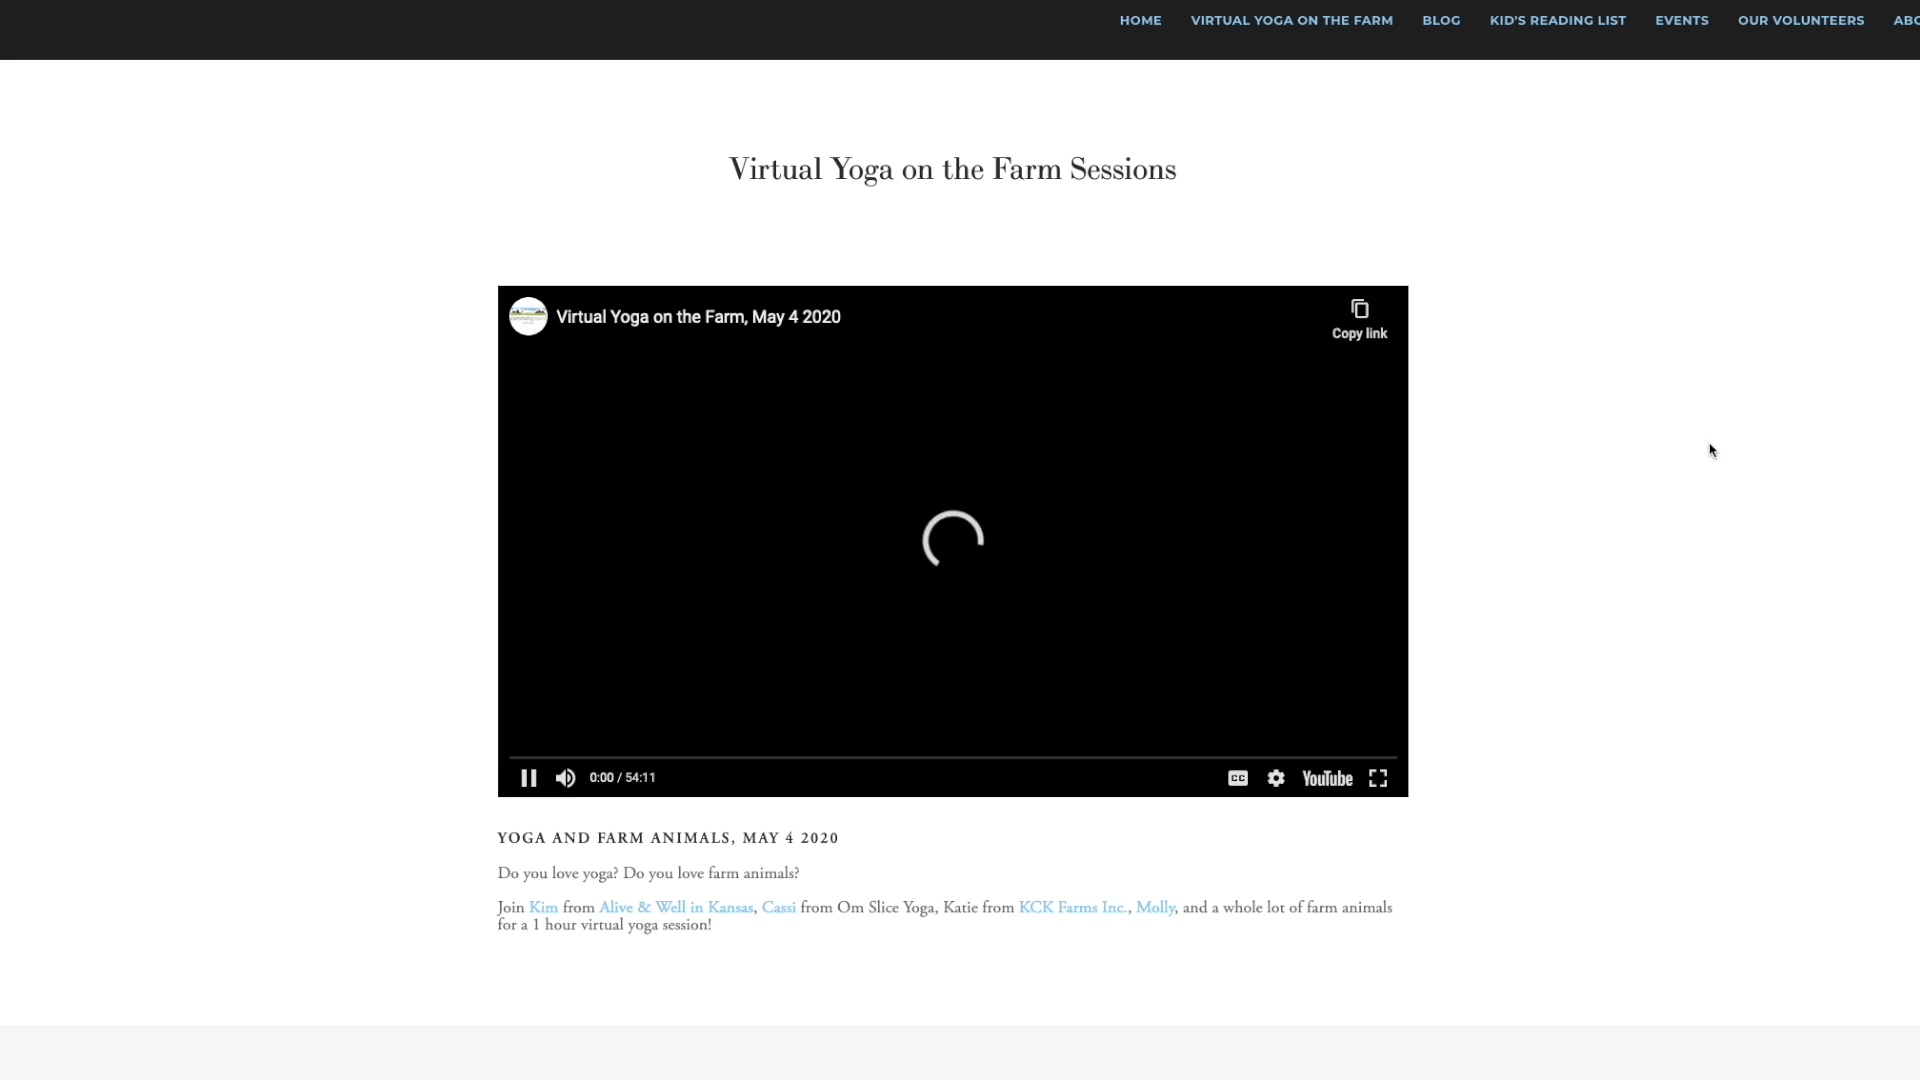 HOME VIRTUAL YOGA ON THE FARM BLOG KID'S READING LIST EVENTS OUR VOLUNTEERS
Virtual Yoga on the Farm Sessions
Virtual Yoga on the Farm, May 4 2020
Copy link
0:00 / 54:11
CC
YouTube
YOGA AND FARM ANIMALS, MAY 4 2020
Do you love yoga? Do you love farm animals?
Join Kim from Alive & Well in Kansas, Cassi from Om Slice Yoga, Katie from KCK Farms Inc., Molly, and a whole lot of farm animals
for a 1 hour virtual yoga session!